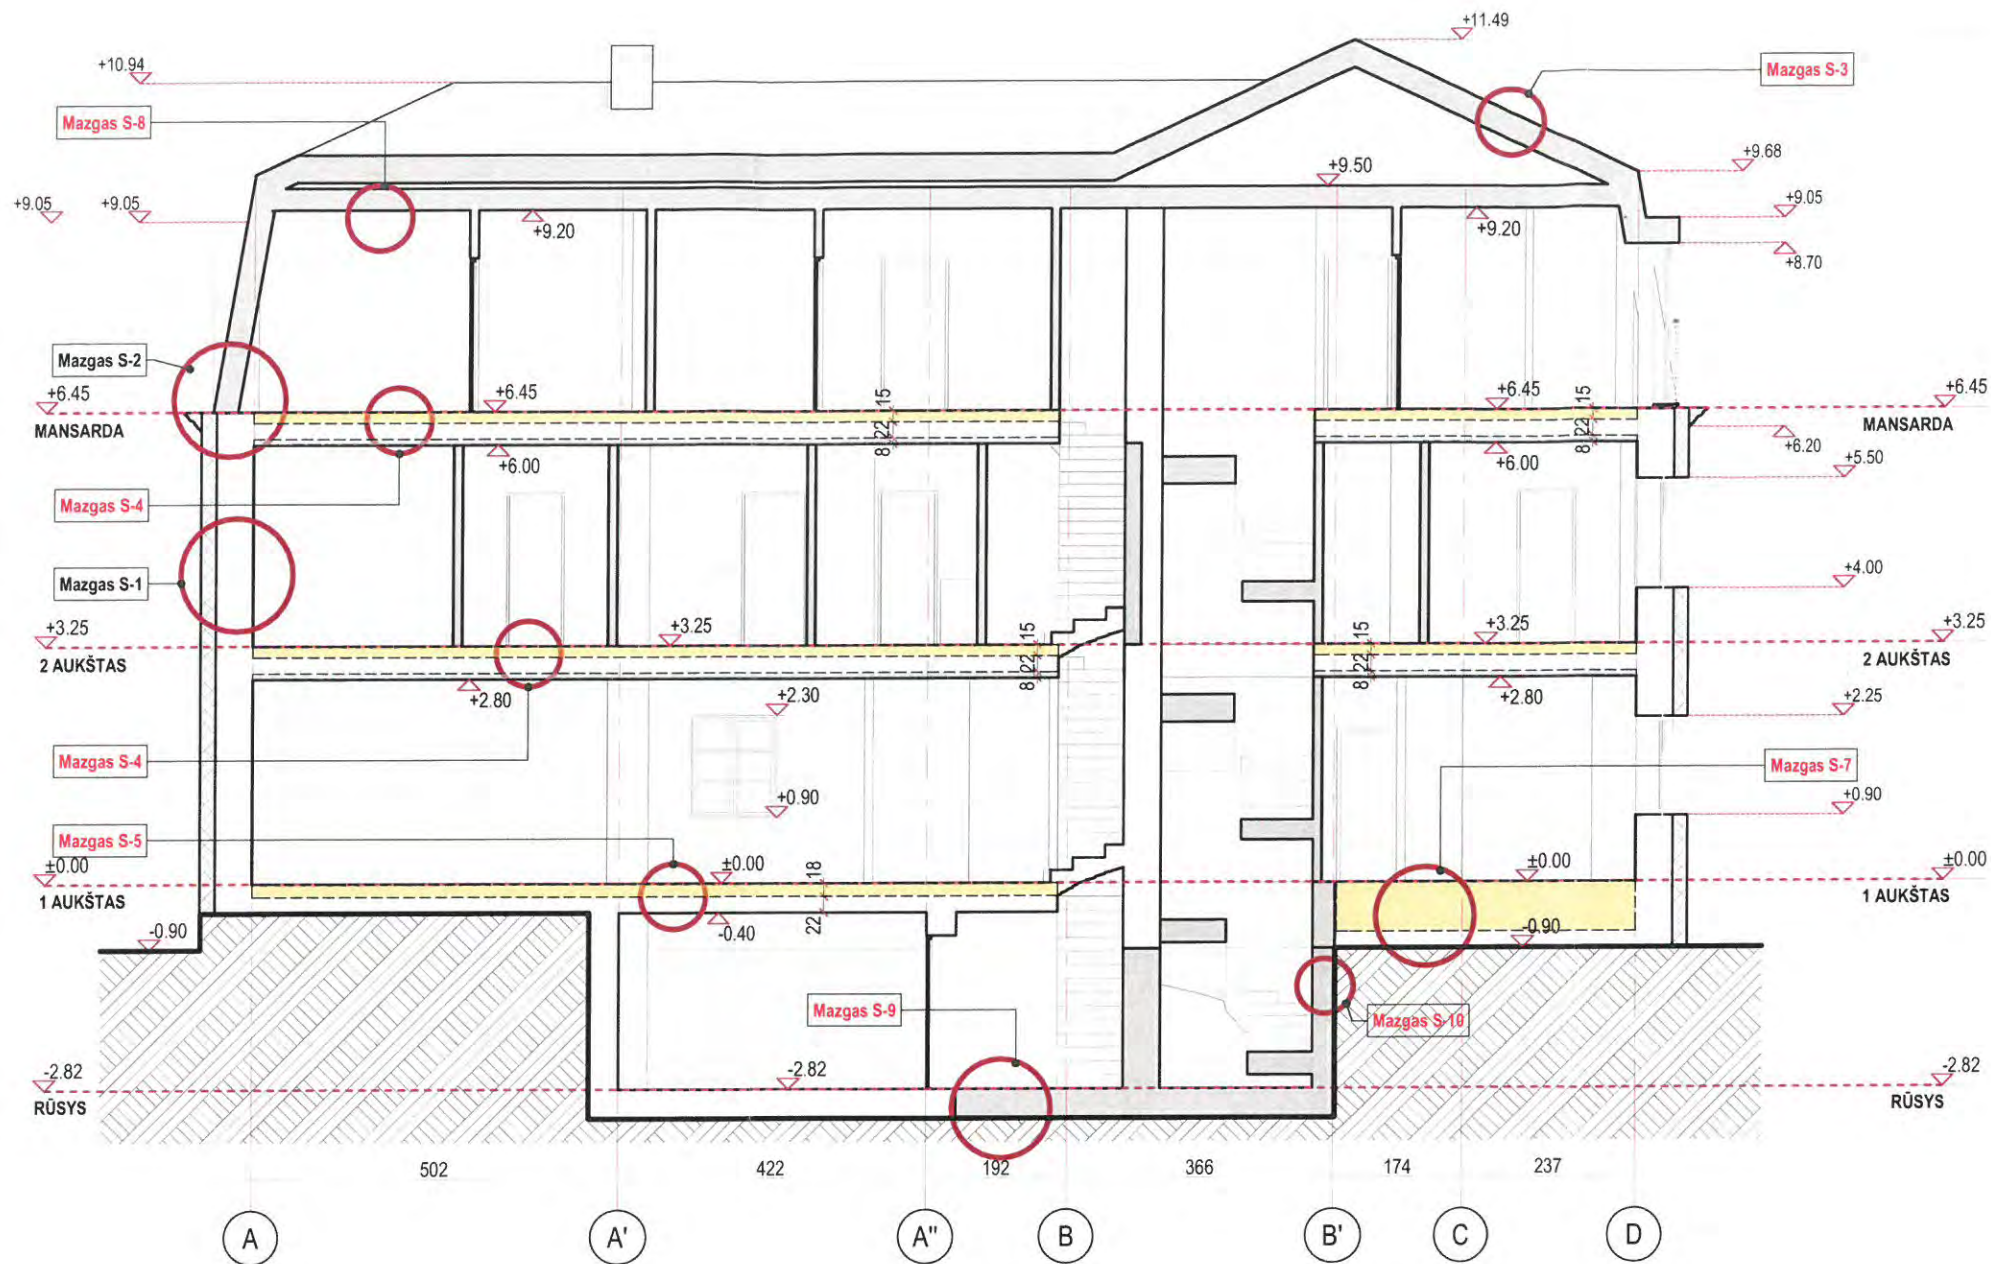 +11.49
+10.94
Mazgas S-3
Mazgas S-8
+9.68
+9.50
+9.05
+9.05
+9.05
+9.20
+9.20
+8.70
Mazgas S-2
+6.45
+6.45
15
+6.45
15
+6.45
MANSARDA
22
22
MANSARDA
8
8
+6.20
+6.00
+6.00
+5.50
Mazgas S-4
Mazgas S-1
+4.00
+3.25
+3.25
15
+3.25
15
+3.25
2 AUKŠTAS
22
22
2 AUKŠTAS
8
8
+2.80
+2.30
+2.80
+2.25
Mazgas S-4
Mazgas S-7
+0.90
+0.90
Mazgas S-5
±0.00
±0.00
18
±0.00
±0.00
1 AUKŠTAS
1 AUKŠTAS
22
-0.90
-0.40
-0.90
Mazgas S-9
Mazgas S-10
-2.82
-2.82
-2.82
RŪSYS
RŪSYS
502
422
192
366
174
237
A
A'
A"
B
B'
C
D